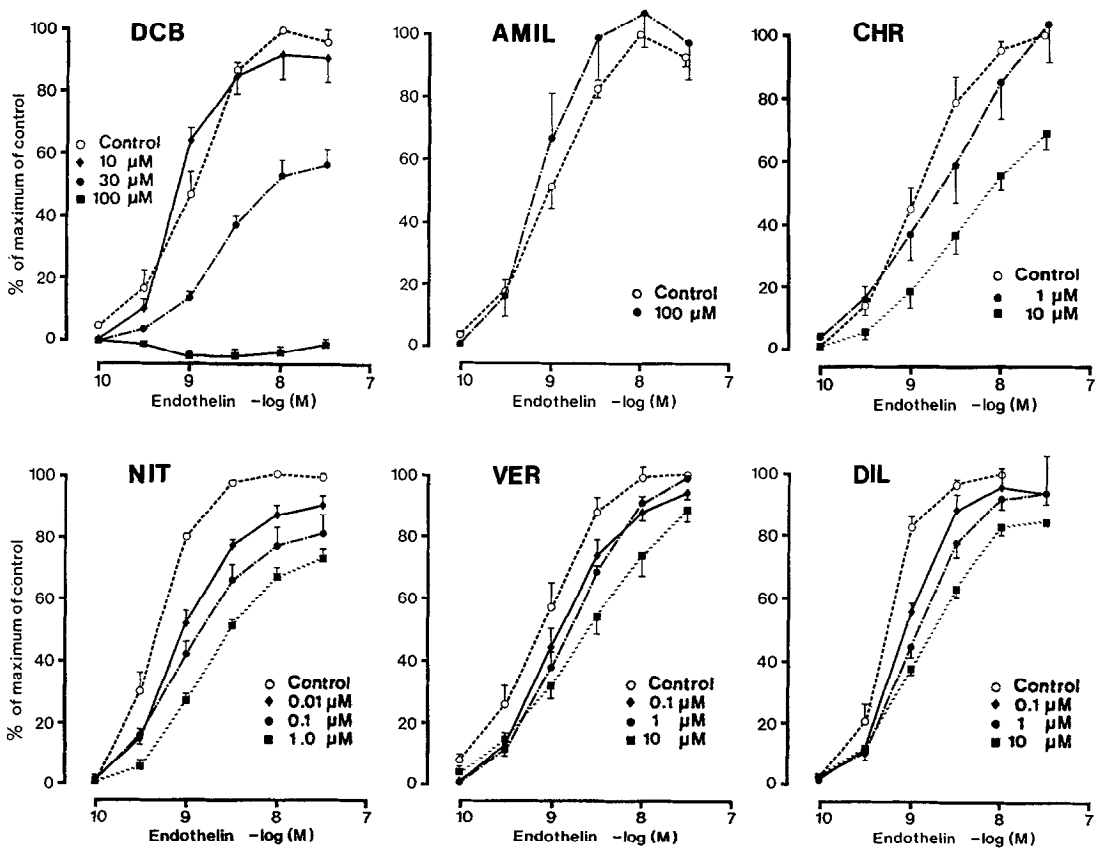 DCB
% of maximum of control
100
80
60
40
20
0
Control
10 µM
30 µM
100 µM
10 9 8 7
Endothelin -log (M)
AMIL
100
80
60
40
20
0
Control
100 µM
10 9 8 7
Endothelin -log (M)
CHR
100
80
60
40
20
0
Control
1 µM
10 µM
10 9 8 7
Endothelin -log (M)
NIT
% of maximum of control
100
80
60
40
20
0
Control
0.01 µM
0.1 µM
1.0 µM
10 9 8 7
Endothelin -log (M)
VER
100
80
60
40
20
0
Control
0.1 µM
1 µM
10 µM
10 9 8 7
Endothelin -log (M)
DIL
100
80
60
40
20
0
Control
0.1 µM
1 µM
10 µM
10 9 8 7
Endothelin -log (M)